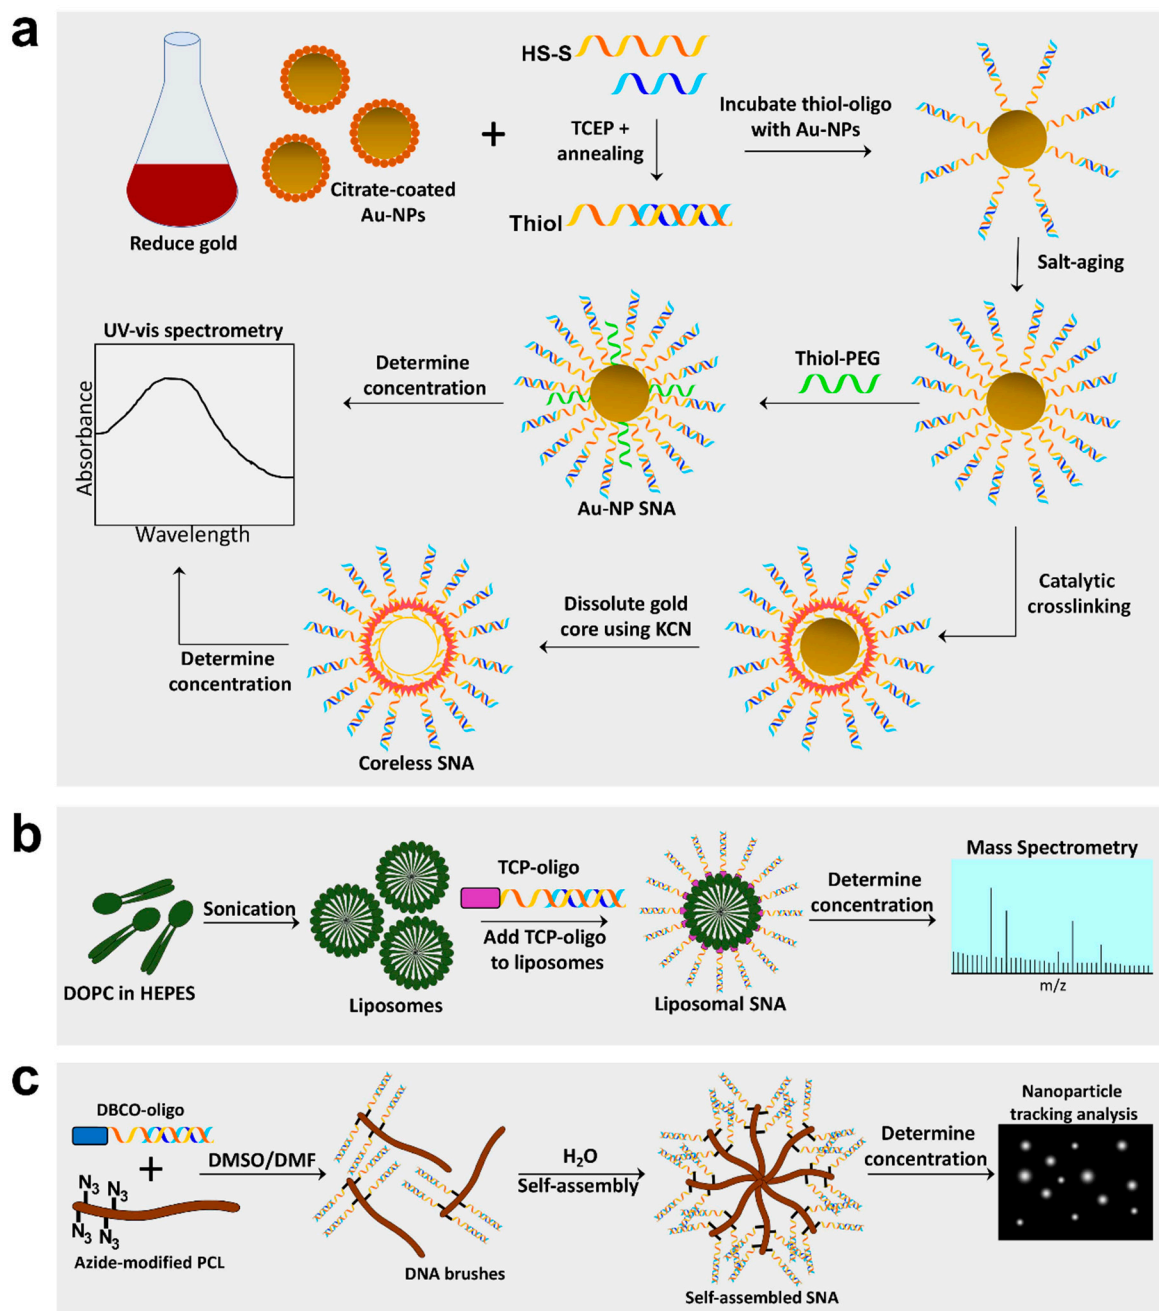 a
HS-S
TCEP +
annealing
Thiol
Citrate-coated
Au-NPs
Reduce gold
+
Incubate thiol-oligo
with Au-NPs
Salt-aging
Thiol-PEG
Au-NP SNA
Determine
concentration
UV-vis spectrometry
Absorbance
Wavelength
Catalytic
crosslinking
Dissolute gold
core using KCN
Coreless SNA
Determine
concentration
b
DOPC in HEPES
Sonication
Liposomes
TCP-oligo
Add TCP-oligo
to liposomes
Liposomal SNA
Determine
concentration
Mass Spectrometry
m/z
c
DBCO-oligo
+
N3
N3
N3
N3
Azide-modified PCL
DMSO/DMF
DNA brushes
H2O
Self-assembly
Self-assembled SNA
Determine
concentration
Nanoparticle
tracking analysis